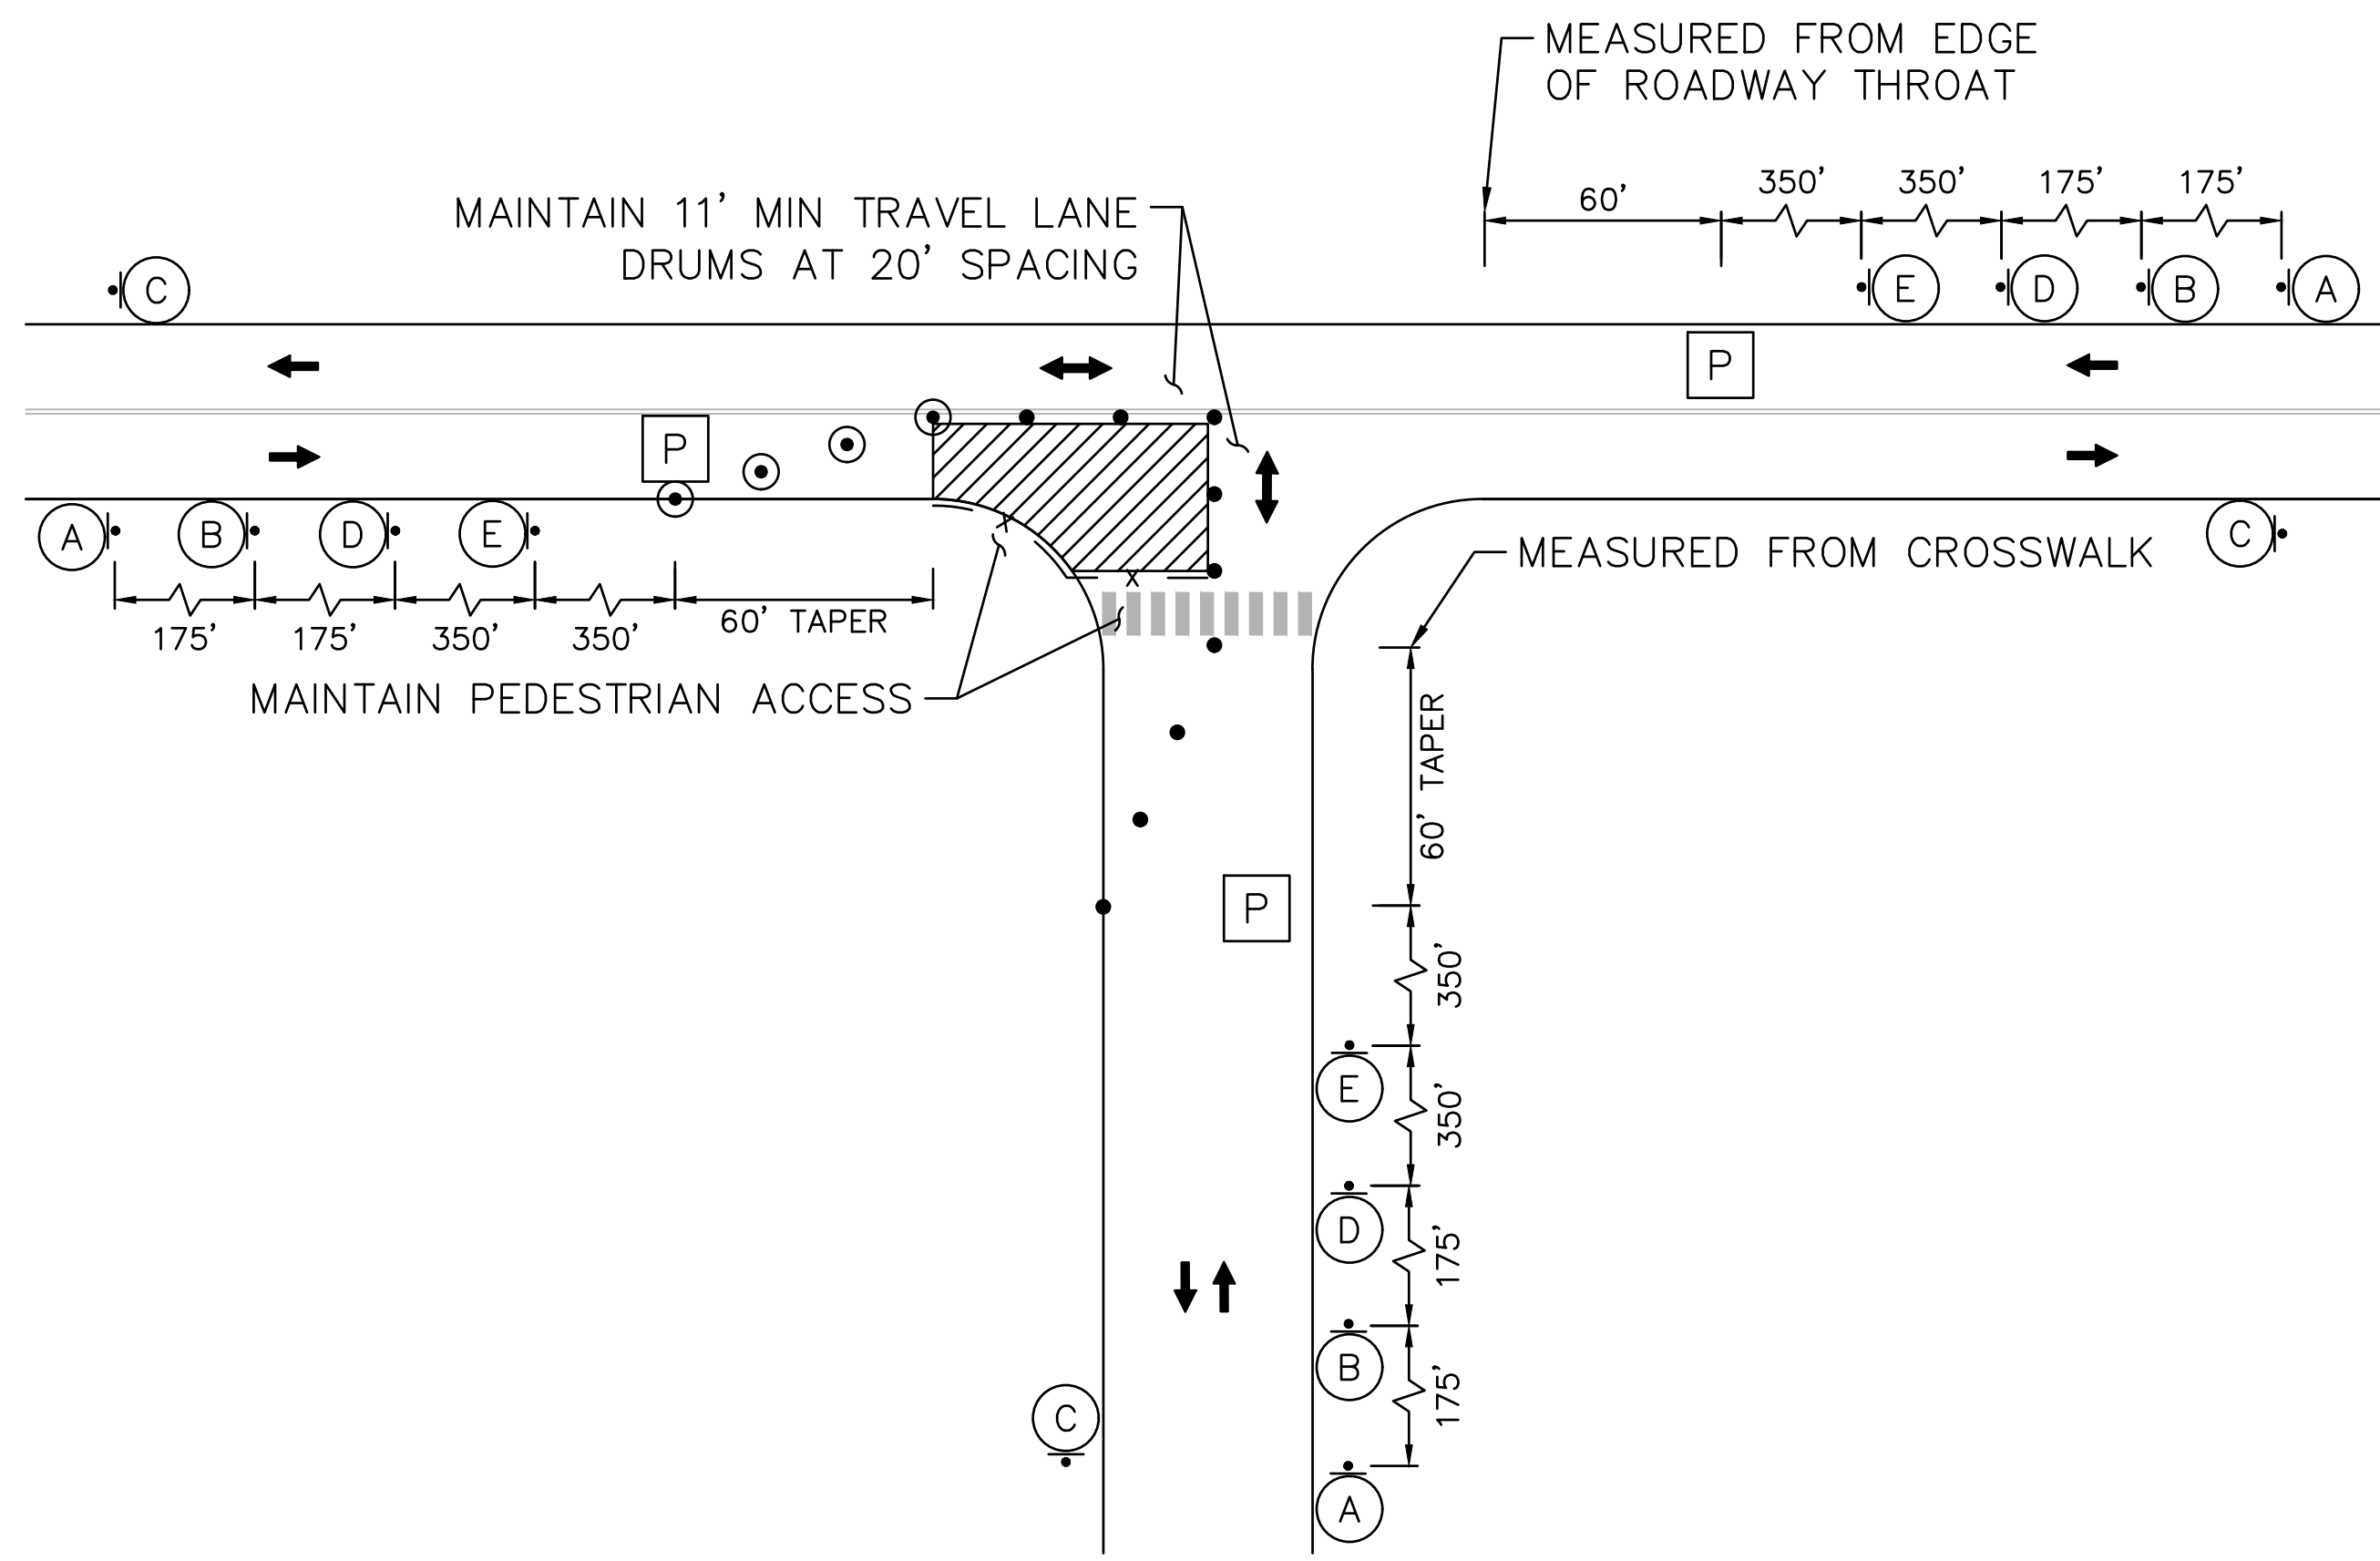 MEASURED FROM EDGE
OF ROADWAY THROAT
60'
350'
350'
175'
175'
MAINTAIN 11' MIN TRAVEL LANE
DRUMS AT 20' SPACING
C
E
D
B
A
P
P
A
B
D
E
C
MEASURED FROM CROSSWALK
175'
175'
350'
350'
60' TAPER
MAINTAIN PEDESTRIAN ACCESS
60' TAPER
P
350'
E
350'
D
175'
B
175'
C
A